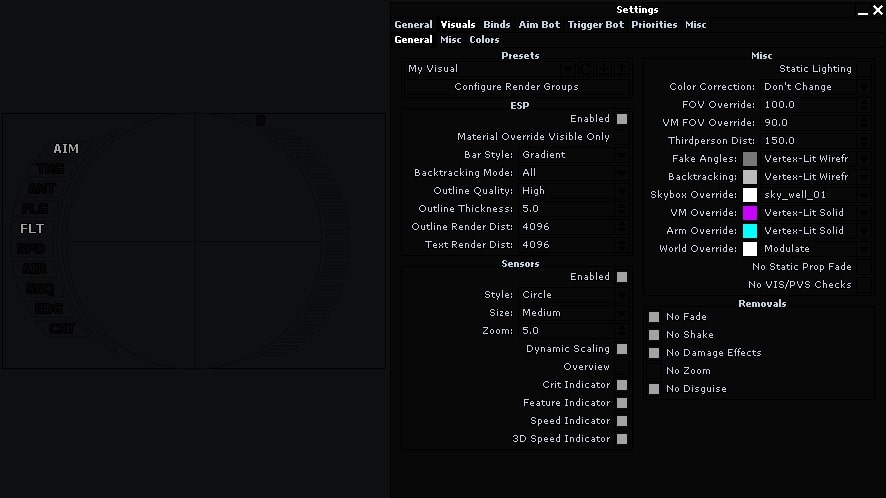 Settings
General Visuals Binds Aim Bot Trigger Bot Priorities Misc
General Misc Colors
Presets
My Visual
Configure Render Groups
ESP
Enabled
Material Override Visible Only
Bar Style: Gradient
Backtracking Mode: All
Outline Quality: High
Outline Thickness: 5.0
Outline Render Dist: 4096
Text Render Dist: 4096
Sensors
Enabled
Style: Circle
Size: Medium
Zoom: 5.0
Dynamic Scaling
Overview
Crit Indicator
Feature Indicator
Speed Indicator
3D Speed Indicator
Misc
Static Lighting
Color Correction: Don't Change
FOV Override: 100.0
VM FOV Override: 90.0
Thirdperson Dist: 150.0
Fake Angles: Vertex-Lit Wirefr
Backtracking: Vertex-Lit Wirefr
Skybox Override: sky_well_01
VM Override: Vertex-Lit Solid
Arm Override: Vertex-Lit Solid
World Override: Modulate
No Static Prop Fade
No VIS/PVS Checks
Removals
No Fade
No Shake
No Damage Effects
No Zoom
No Disguise
AIM
TRG
ANT
FLG
FLT
SPD
AIR
SEQ
EDG
CRT